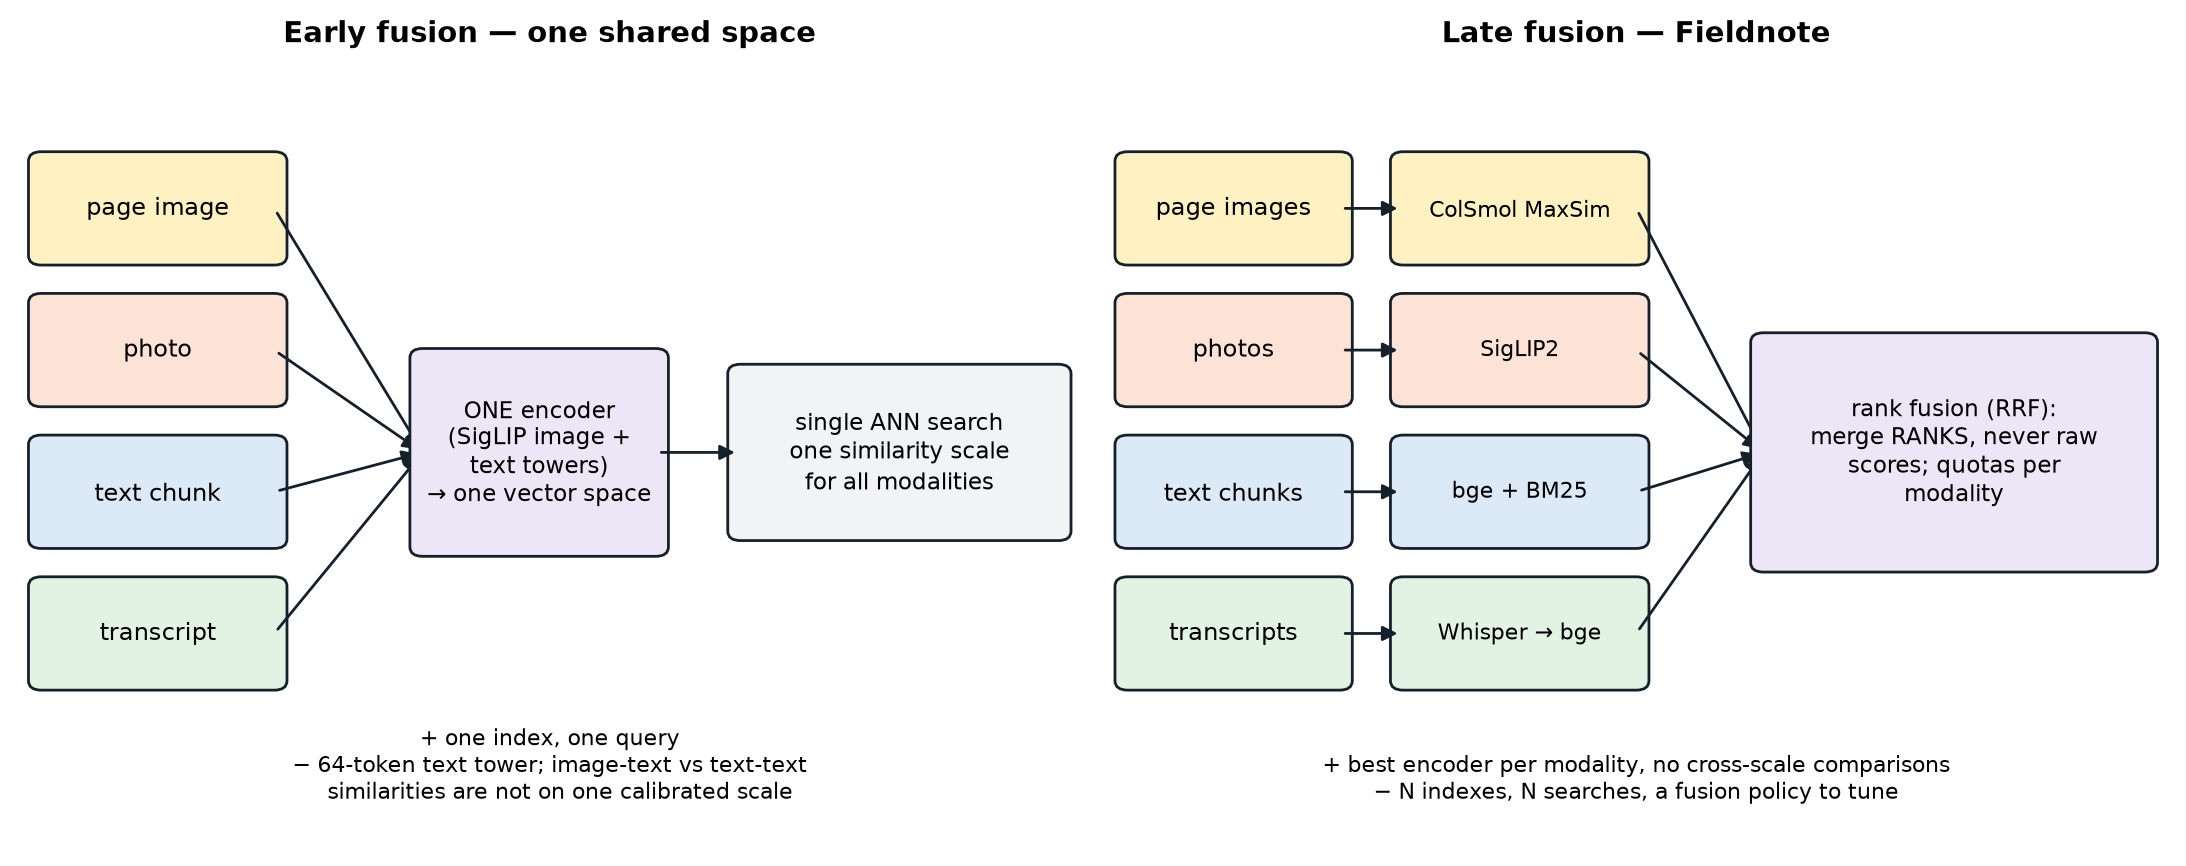 Early fusion — one shared space
page image
photo
text chunk
transcript
ONE encoder
(SigLIP image +
text towers)
→ one vector space
single ANN search
one similarity scale
for all modalities
+ one index, one query
− 64-token text tower; image-text vs text-text
similarities are not on one calibrated scale
Late fusion — Fieldnote
page images
ColSmol MaxSim
photos
SigLIP2
text chunks
bge + BM25
transcripts
Whisper → bge
rank fusion (RRF):
merge RANKS, never raw
scores; quotas per
modality
+ best encoder per modality, no cross-scale comparisons
− N indexes, N searches, a fusion policy to tune